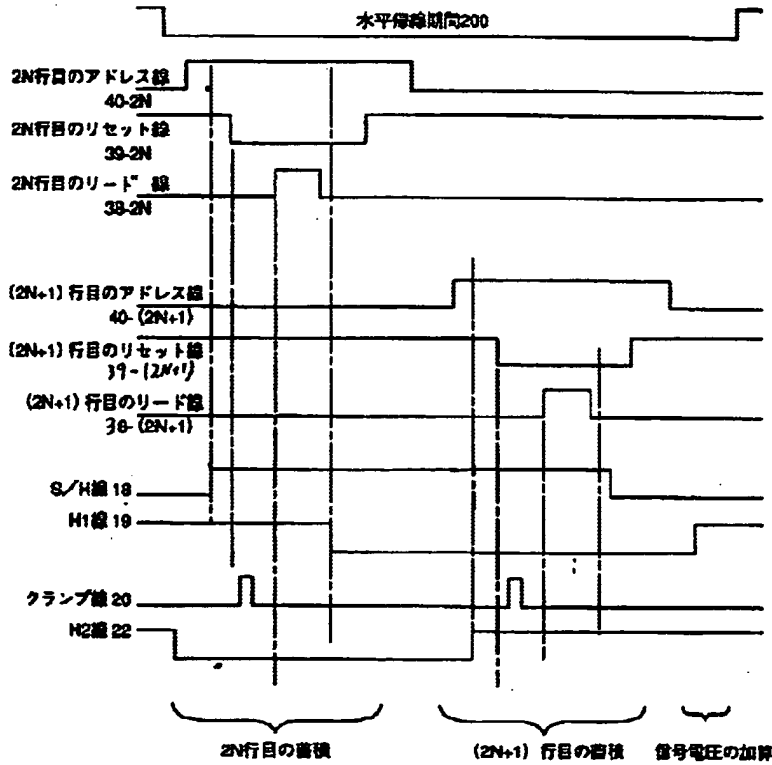 水平帰線期間200
2N行目のアドレス線
40-2N
2N行目のリセット線
39-2N
2N行目のリード線
38-2N
(2N+1) 行目のアドレス線
40-(2N+1)
(2N+1) 行目のリセット線
39-(2N+1)
(2N+1) 行目のリード線
38-(2N+1)
S/H線 18
H1線 19
クランプ線 20
H2線 22
2N行目の蓄積
(2N+1) 行目の蓄積
信号電圧の加算